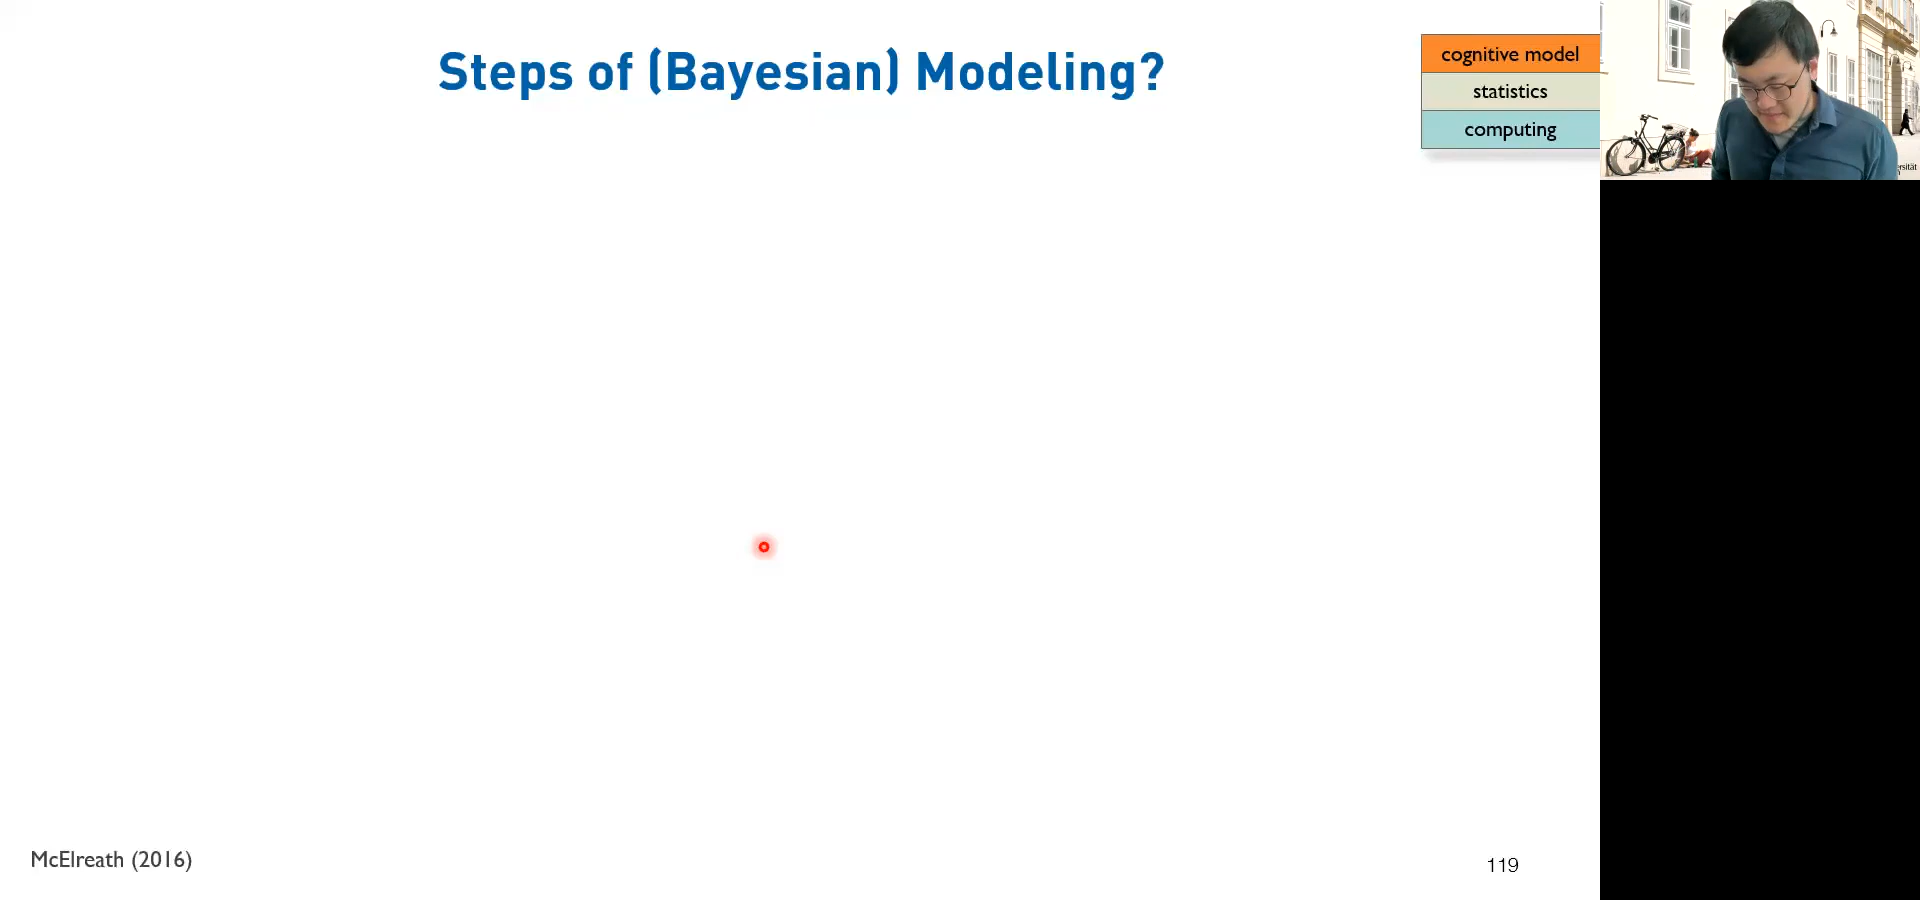 Steps of (Bayesian) Modeling?
cognitive model
statistics
computing
McElreath (2016)
119